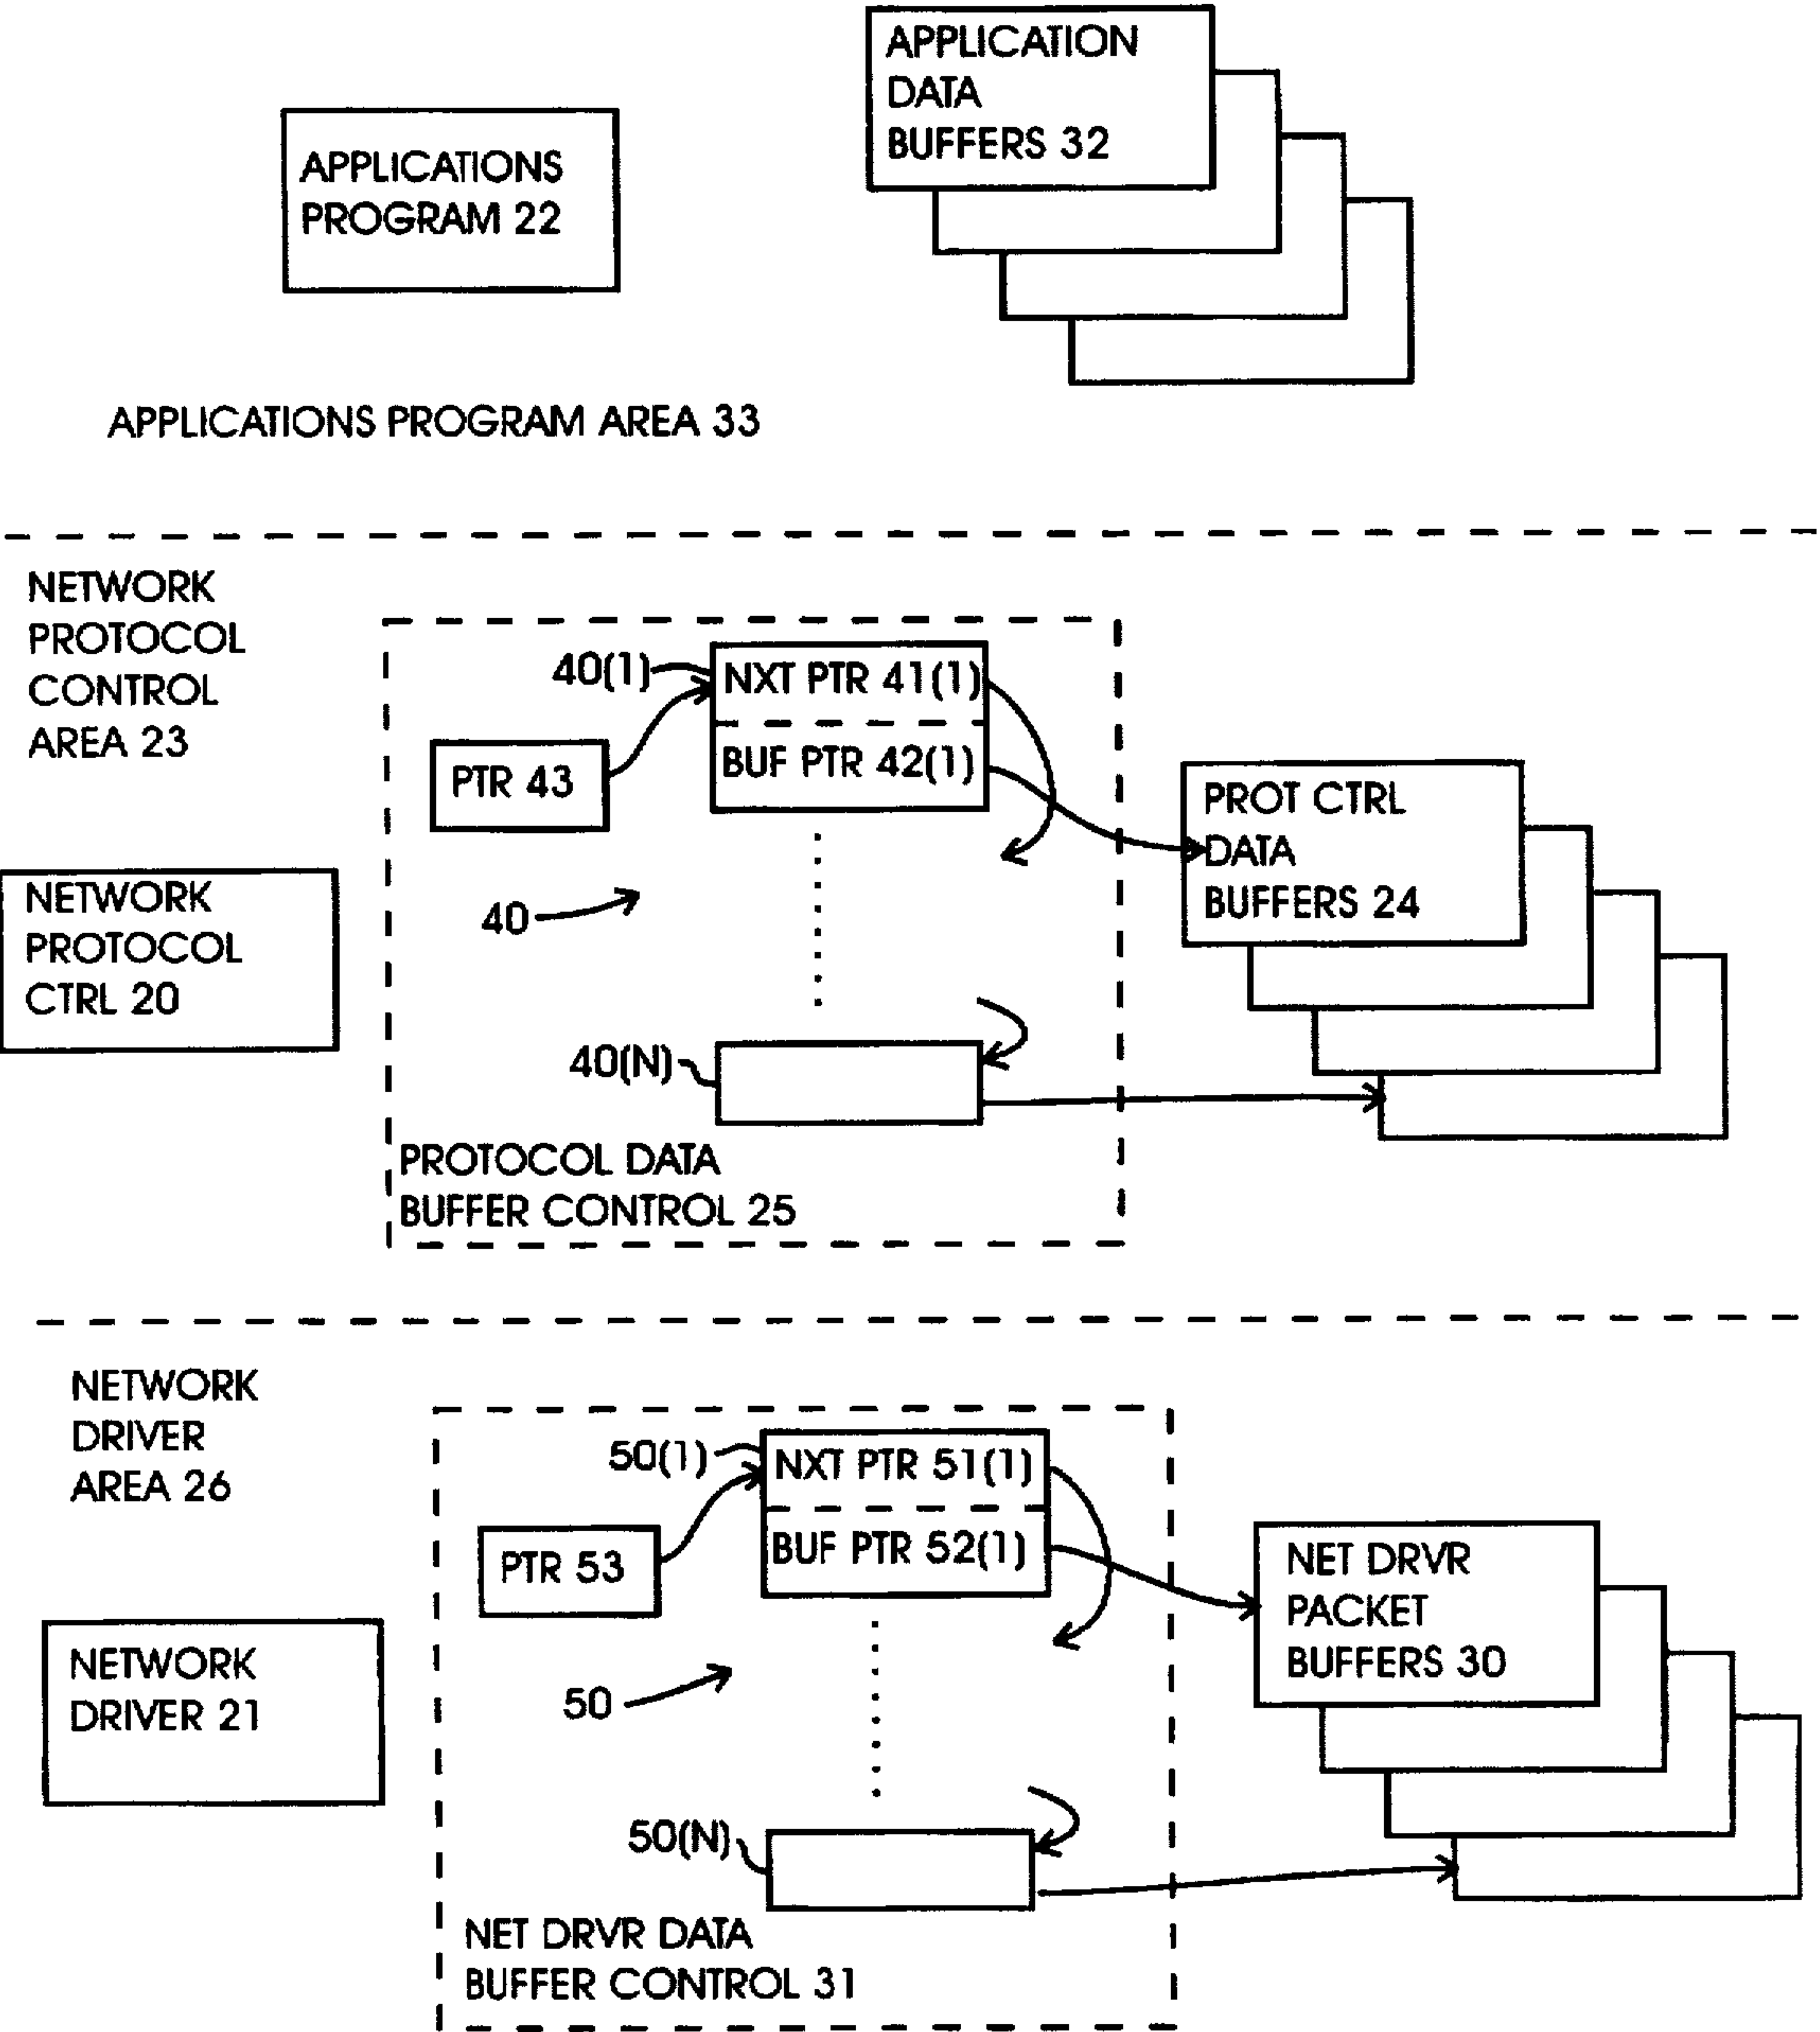 APPLICATION
DATA
BUFFERS 32
APPLICATIONS
PROGRAM 22
APPLICATIONS PROGRAM AREA 33
NETWORK
PROTOCOL
CONTROL
AREA 23
40(1)
NXT PTR 41(1)
BUF PTR 42(1)
PTR 43
PROT CTRL
DATA
BUFFERS 24
NETWORK
PROTOCOL
CTRL 20
40
40(N)
PROTOCOL DATA
BUFFER CONTROL 25
NETWORK
DRIVER
AREA 26
50(1)
NXT PTR 51(1)
BUF PTR 52(1)
PTR 53
NET DRVR
PACKET
BUFFERS 30
NETWORK
DRIVER 21
50
50(N)
NET DRVR DATA
BUFFER CONTROL 31